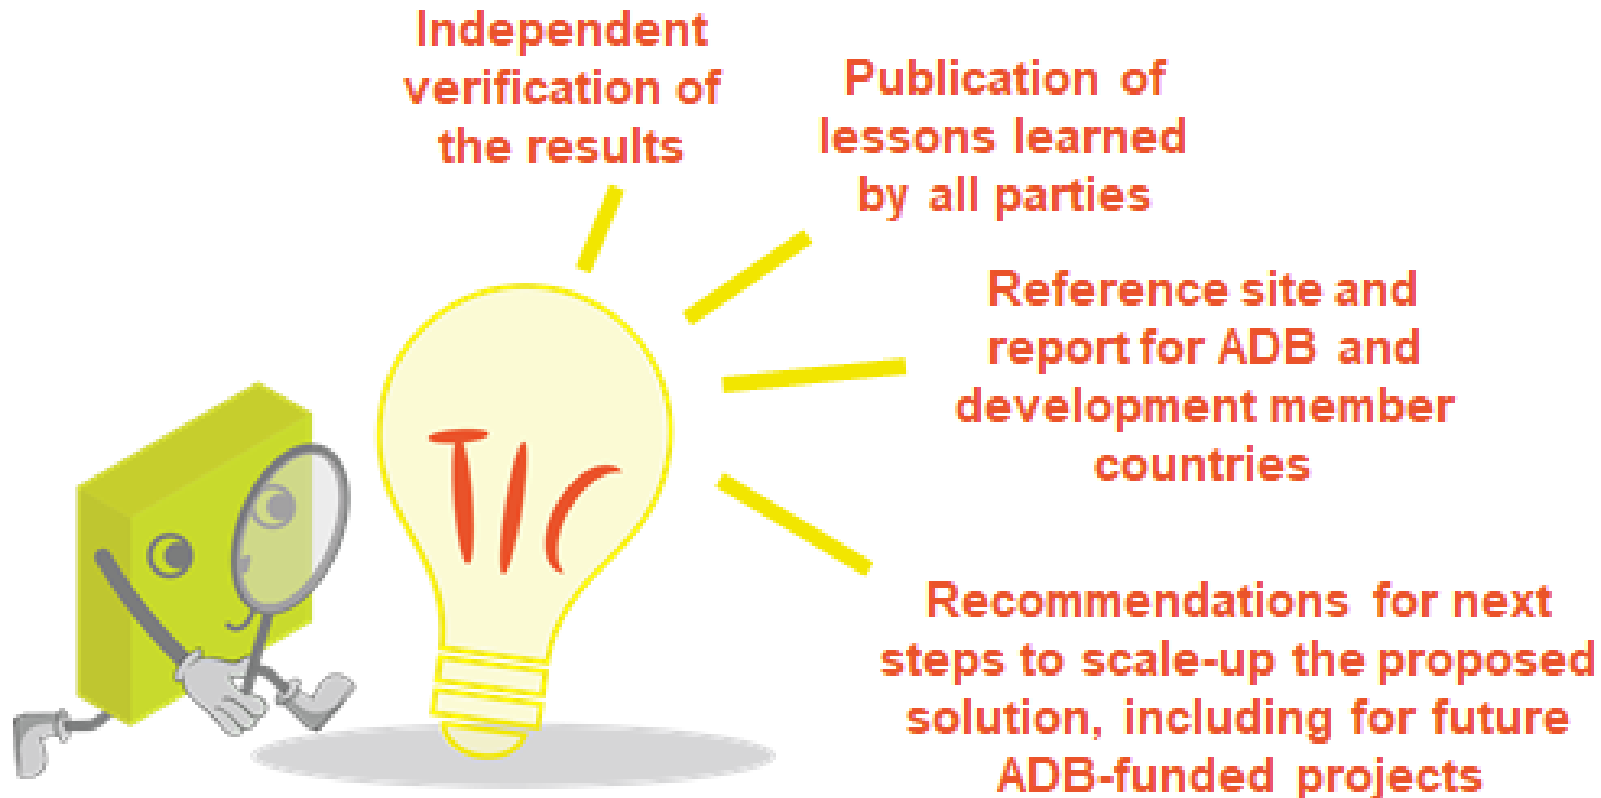 Independent
verification of
the results
Publication of
lessons learned
by all parties
Reference site and
report for ADB and
development member
countries
TIC
Recommendations for next
steps to scale-up the proposed
solution, including for future
ADB-funded projects